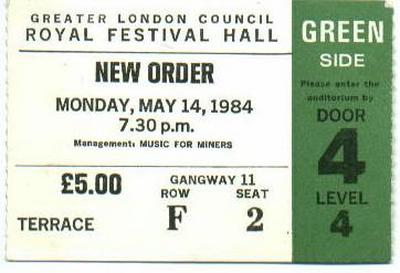 GREATER LONDON COUNCIL
ROYAL FESTIVAL HALL
NEW ORDER
MONDAY, MAY 14, 1984
7.30 p.m.
Management: MUSIC FOR MINERS
£5.00
GANGWAY 11
ROW SEAT
TERRACE F 2
GREEN
SIDE
Please enter the
auditorium by
DOOR
4
LEVEL
4